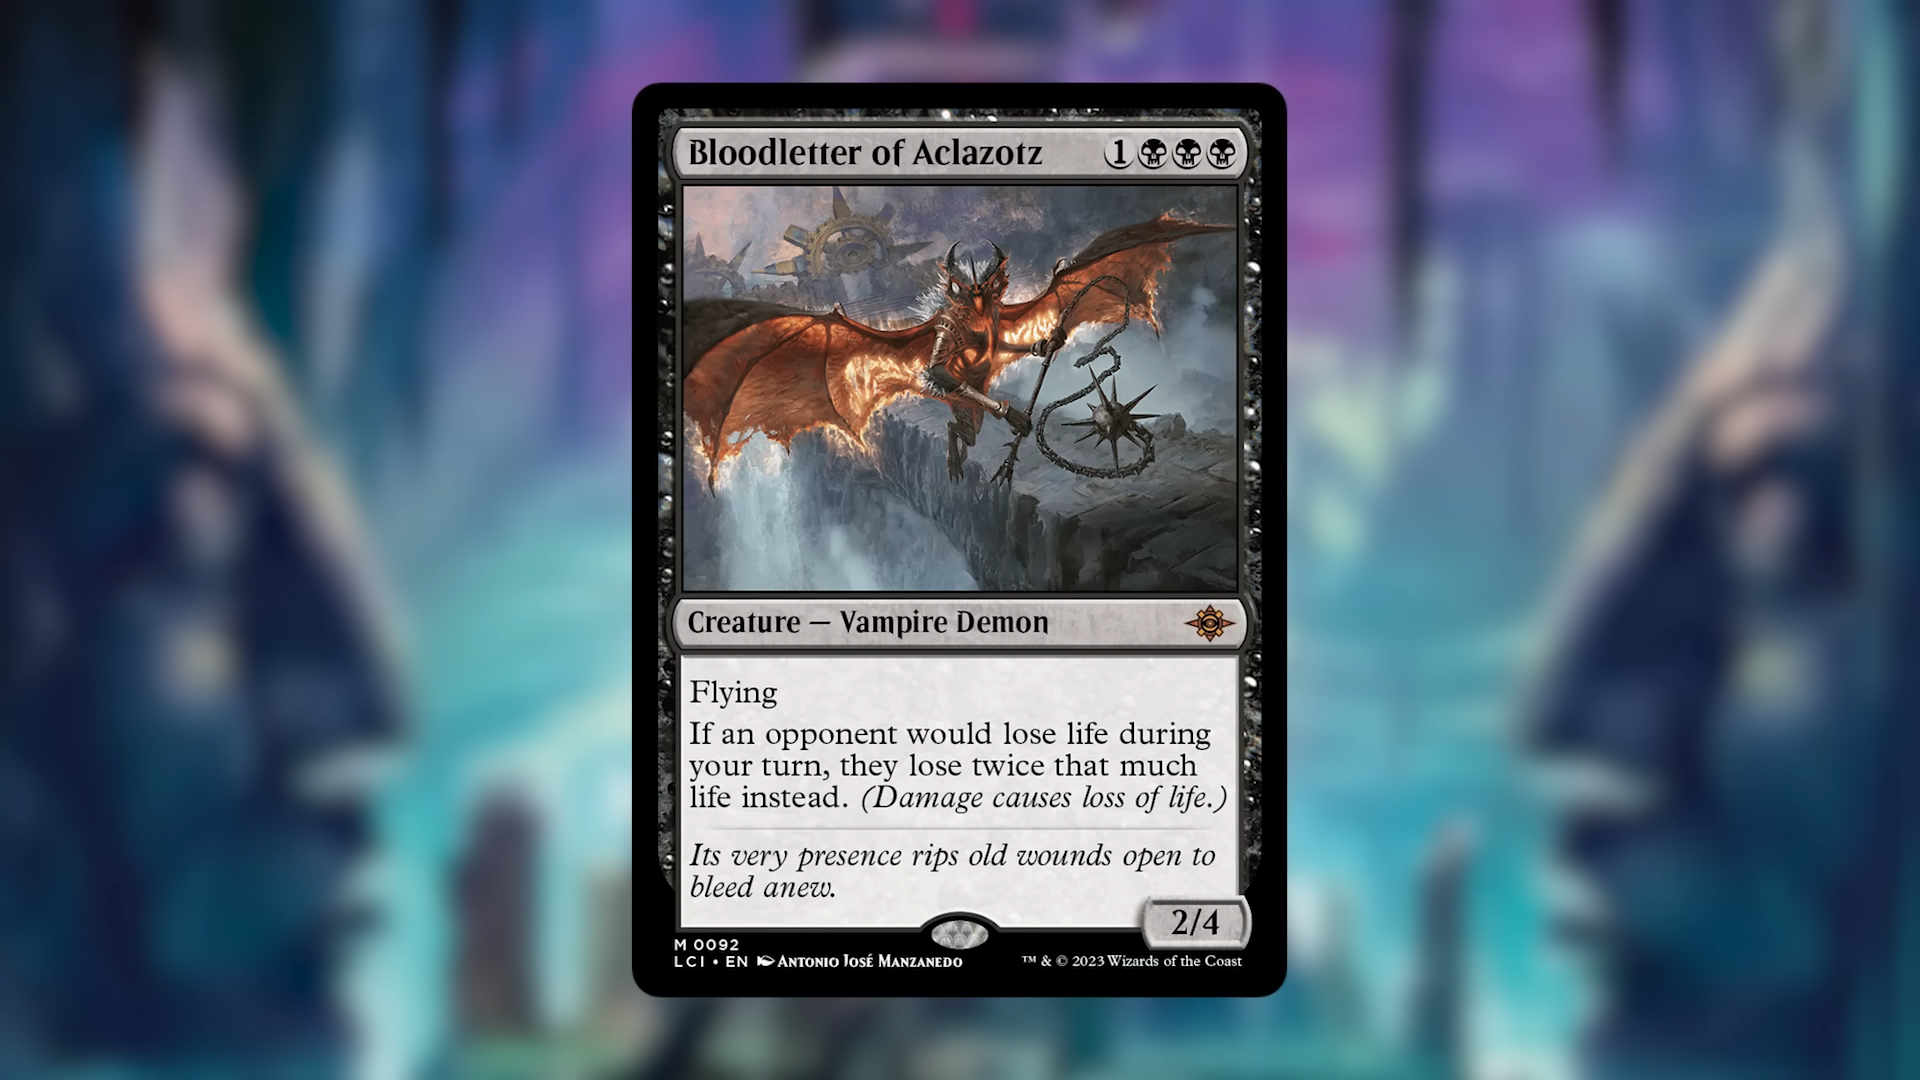 Bloodletter of Aclazotz 1
Creature — Vampire Demon
Flying
If an opponent would lose life during
your turn, they lose twice that much
life instead. (Damage causes loss of life.)
Its very presence rips old wounds open to
bleed anew.
2/4
M 0092
LCI • EN Antonio José Manzanedo
™ & © 2023 Wizards of the Coast